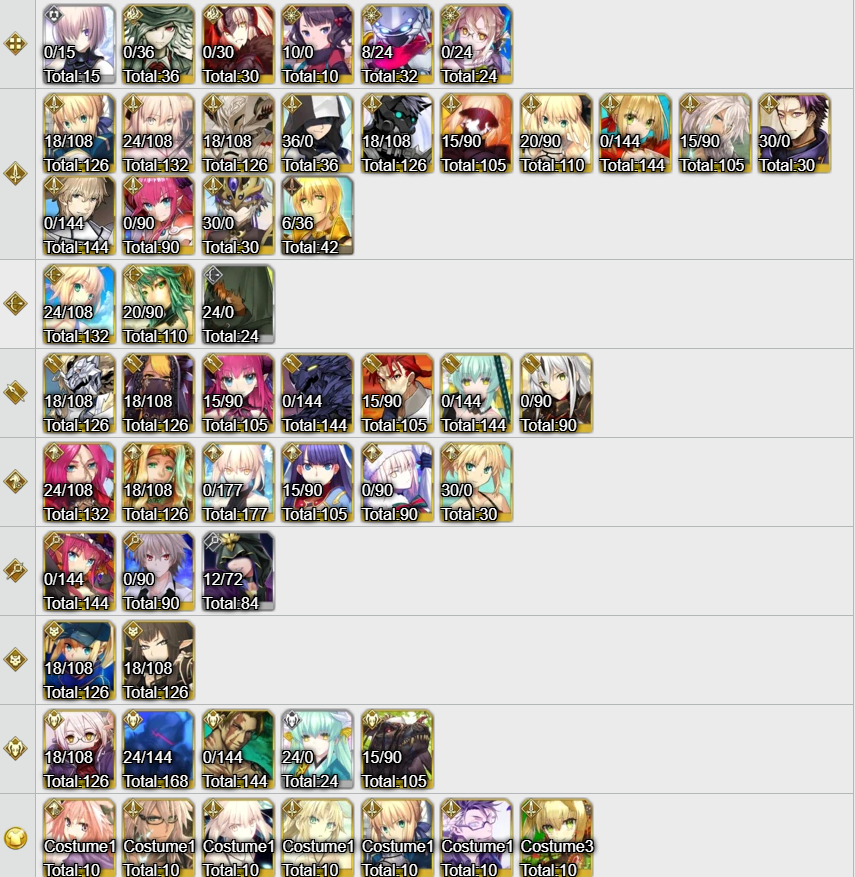 0/15 0/36 0/30 10/0 8/24 0/24
Total:15 Total:36 Total:30 Total:10 Total:32 Total:24
18/108 24/108 18/108 36/0 18/108 15/90 20/90 0/144 15/90 30/0
Total:126 Total:132 Total:126 Total:36 Total:126 Total:105 Total:110 Total:144 Total:105 Total:30
0/144 0/90 30/0 6/36
Total:144 Total:90 Total:30 Total:42
24/108 20/90 24/0
Total:132 Total:110 Total:24
18/108 18/108 15/90 0/144 15/90 0/144 0/90
Total:126 Total:126 Total:105 Total:144 Total:105 Total:144 Total:90
24/108 18/108 0/177 15/90 0/90 30/0
Total:132 Total:126 Total:177 Total:105 Total:90 Total:30
0/144 0/90 12/72
Total:144 Total:90 Total:84
18/108 18/108
Total:126 Total:126
18/108 24/144 0/144 24/0 15/90
Total:126 Total:168 Total:144 Total:24 Total:105
Costume1 Costume1 Costume1 Costume1 Costume1 Costume1 Costume3
Total:10 Total:10 Total:10 Total:10 Total:10 Total:10 Total:10